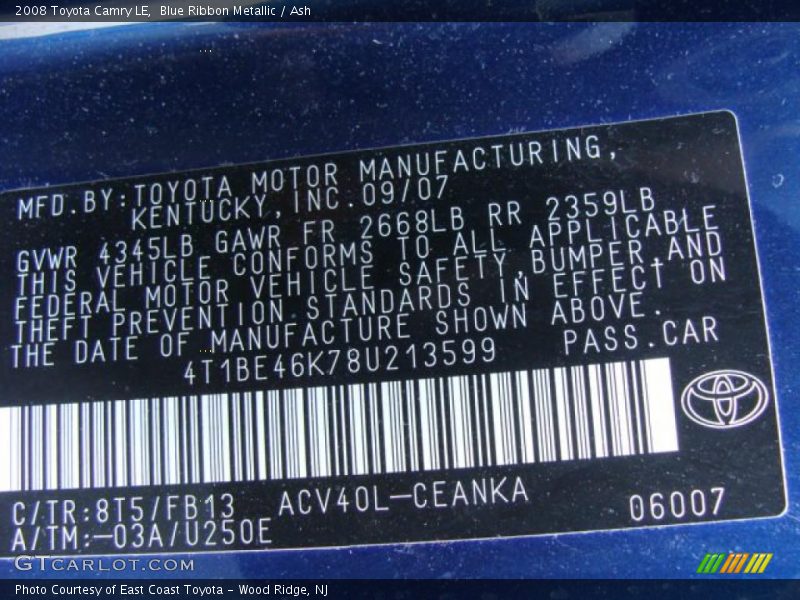 2008 Toyota Camry LE,  Blue Ribbon Metallic / Ash
MFD.BY:TOYOTA MOTOR MANUFACTURING,
KENTUCKY,INC.09/07
GVWR 4345LB GAWR FR 2668LB RR 2359LB
THIS VEHICLE CONFORMS TO ALL APPLICABLE
FEDERAL MOTOR VEHICLE SAFETY,BUMPER,AND
THEFT PREVENTION STANDARDS IN EFFECT ON
THE DATE OF MANUFACTURE SHOWN ABOVE.
4T1BE46K78U213599 PASS.CAR
C/TR:8T5/FB13 ACV40L-CEANKA
A/TM:-03A/U250E 06007
GTCARLOT.COM
Photo Courtesy of East Coast Toyota – Wood Ridge, NJ